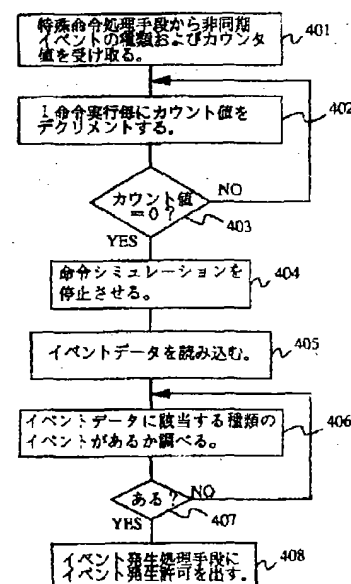 特殊命令処理手段から非同期
イベントの種類およびカウンタ
値を受け取る。
401
1命令実行毎にカウント値を
デクリメントする。
402
カウント値
=0?
NO
403
YES
命令シミュレーションを
停止させる。
404
イベントデータを読み込む。
405
イベントデータに該当する種類の
イベントがあるか調べる。
406
ある?
NO
407
YES
イベント発生処理手段に
イベント発生許可を出す。
408